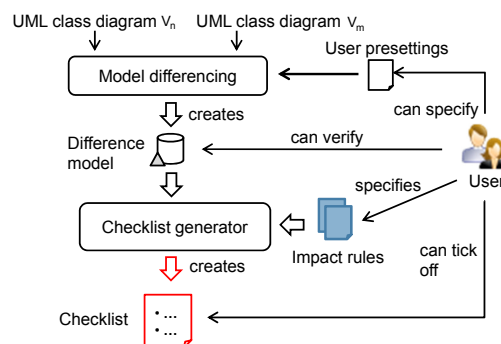 UML class diagram Vn
UML class diagram Vm
User presettings
Model differencing
can specify
creates
Difference
model
can verify
User
specifies
Checklist generator
Impact rules
creates
can tick
off
Checklist
• ...
• ...